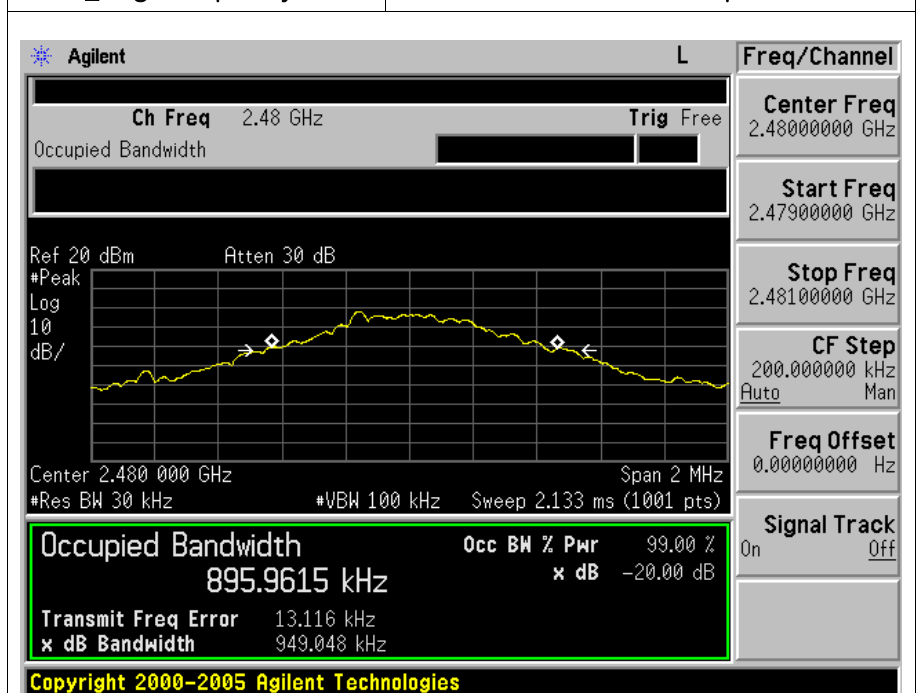 Agilent L Freq/Channel
Ch Freq 2.48 GHz Trig Free
Occupied Bandwidth
Center Freq
2.48000000 GHz
Start Freq
2.47900000 GHz
Stop Freq
2.48100000 GHz
CF Step
200.000000 kHz
Auto Man
Freq Offset
0.00000000 Hz
Signal Track
On Off
Ref 20 dBm Atten 30 dB
#Peak
Log
10
dB/
Center 2.480 000 GHz Span 2 MHz
#Res BW 30 kHz #VBW 100 kHz Sweep 2.133 ms (1001 pts)
Occupied Bandwidth Occ BW % Pwr 99.00 %
895.9615 kHz x dB -20.00 dB
Transmit Freq Error 13.116 kHz
x dB Bandwidth 949.048 kHz
Copyright 2000-2005 Agilent Technologies